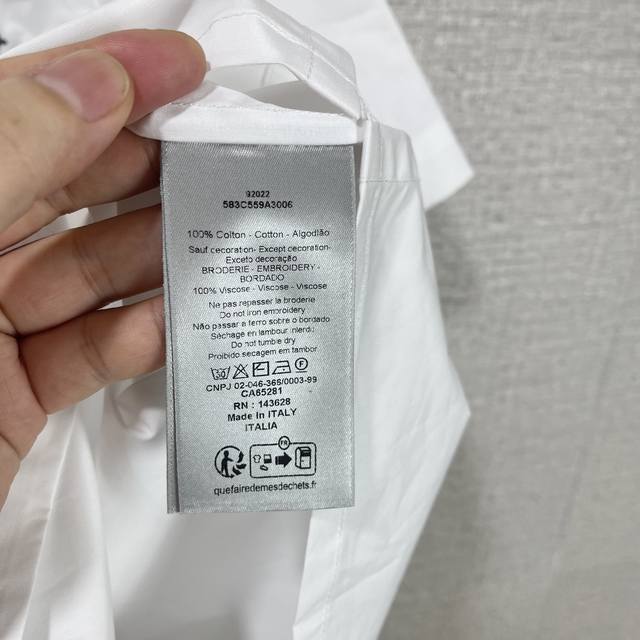 92022
583C559A3006
100% Coton - Cotton - Algodão
Sauf decoration- Except decoration-
Exceto decoração
BRODERIE - EMBROIDERY -
BORDADO
100% Viscose - Viscose - Viscose
Ne pas repasser la broderie
Do not iron embroidery
Não passar a ferro sobre o bordado
Séchage en tambour interdit
Do not tumble dry
Proibido secagem em tambor
CNPJ 02-046-368/0003-99
CA65281
RN : 143628
Made In ITALY
ITALIA
FR
quefairedemesdechets.fr